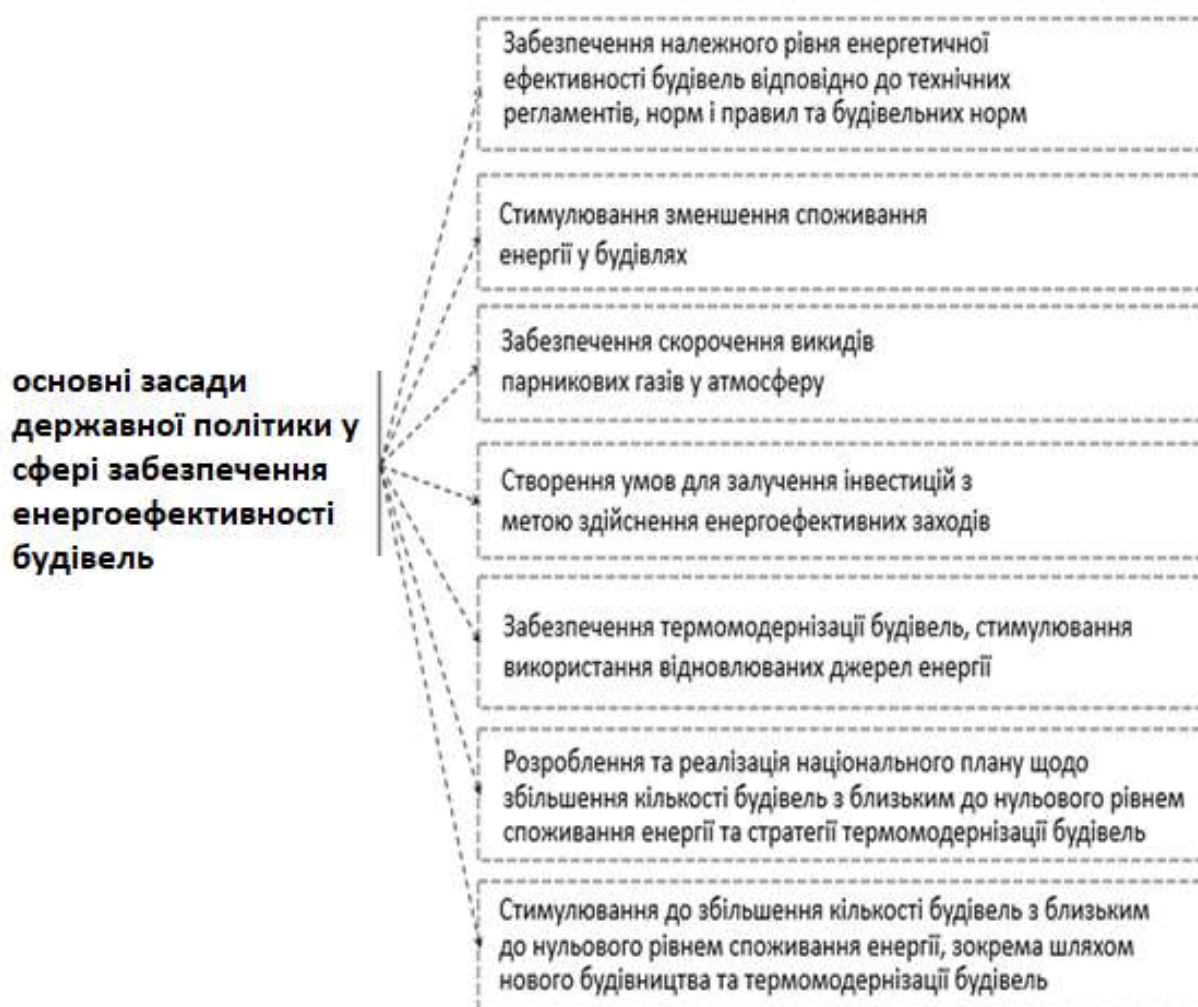 основні засади
державної політики у
сфері забезпечення
енергоефективності
будівель
Забезпечення належного рівня енергетичної
ефективності будівель відповідно до технічних
регламентів, норм і правил та будівельних норм
Стимулювання зменшення споживання
енергії у будівлях
Забезпечення скорочення викидів
парникових газів у атмосферу
Створення умов для залучення інвестицій з
метою здійснення енергоефективних заходів
Забезпечення термомодернізації будівель, стимулювання
використання відновлюваних джерел енергії
Розроблення та реалізація національного плану щодо
збільшення кількості будівель з близьким до нульового рівнем
споживання енергії та стратегії термомодернізації будівель
Стимулювання до збільшення кількості будівель з близьким
до нульового рівнем споживання енергії, зокрема шляхом
нового будівництва та термомодернізації будівель